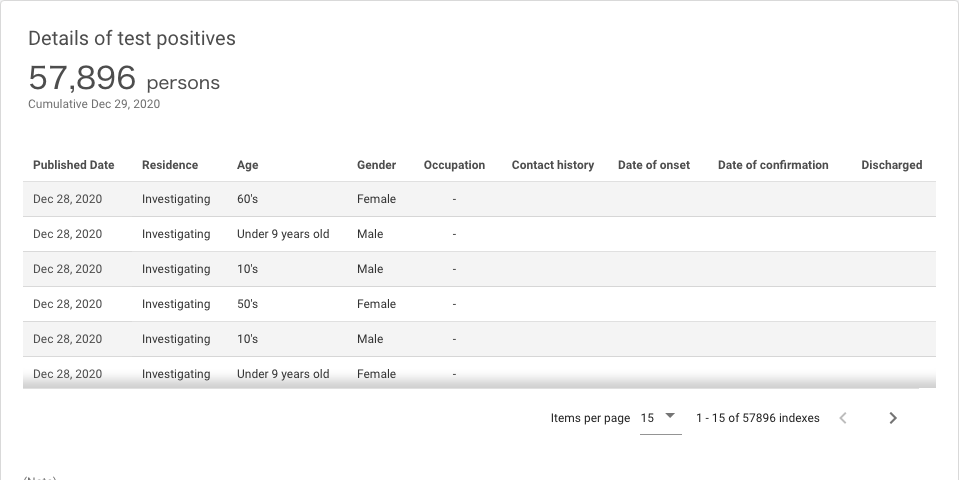 Details of test positives
57,896 persons
Cumulative Dec 29, 2020
Published Date Residence Age Gender Occupation Contact history Date of onset Date of confirmation Discharged
Dec 28, 2020 Investigating 60's Female -
Dec 28, 2020 Investigating Under 9 years old Male -
Dec 28, 2020 Investigating 10's Male -
Dec 28, 2020 Investigating 50's Female -
Dec 28, 2020 Investigating 10's Male -
Dec 28, 2020 Investigating Under 9 years old Female -
Items per page 15 1 - 15 of 57896 indexes
(Note)